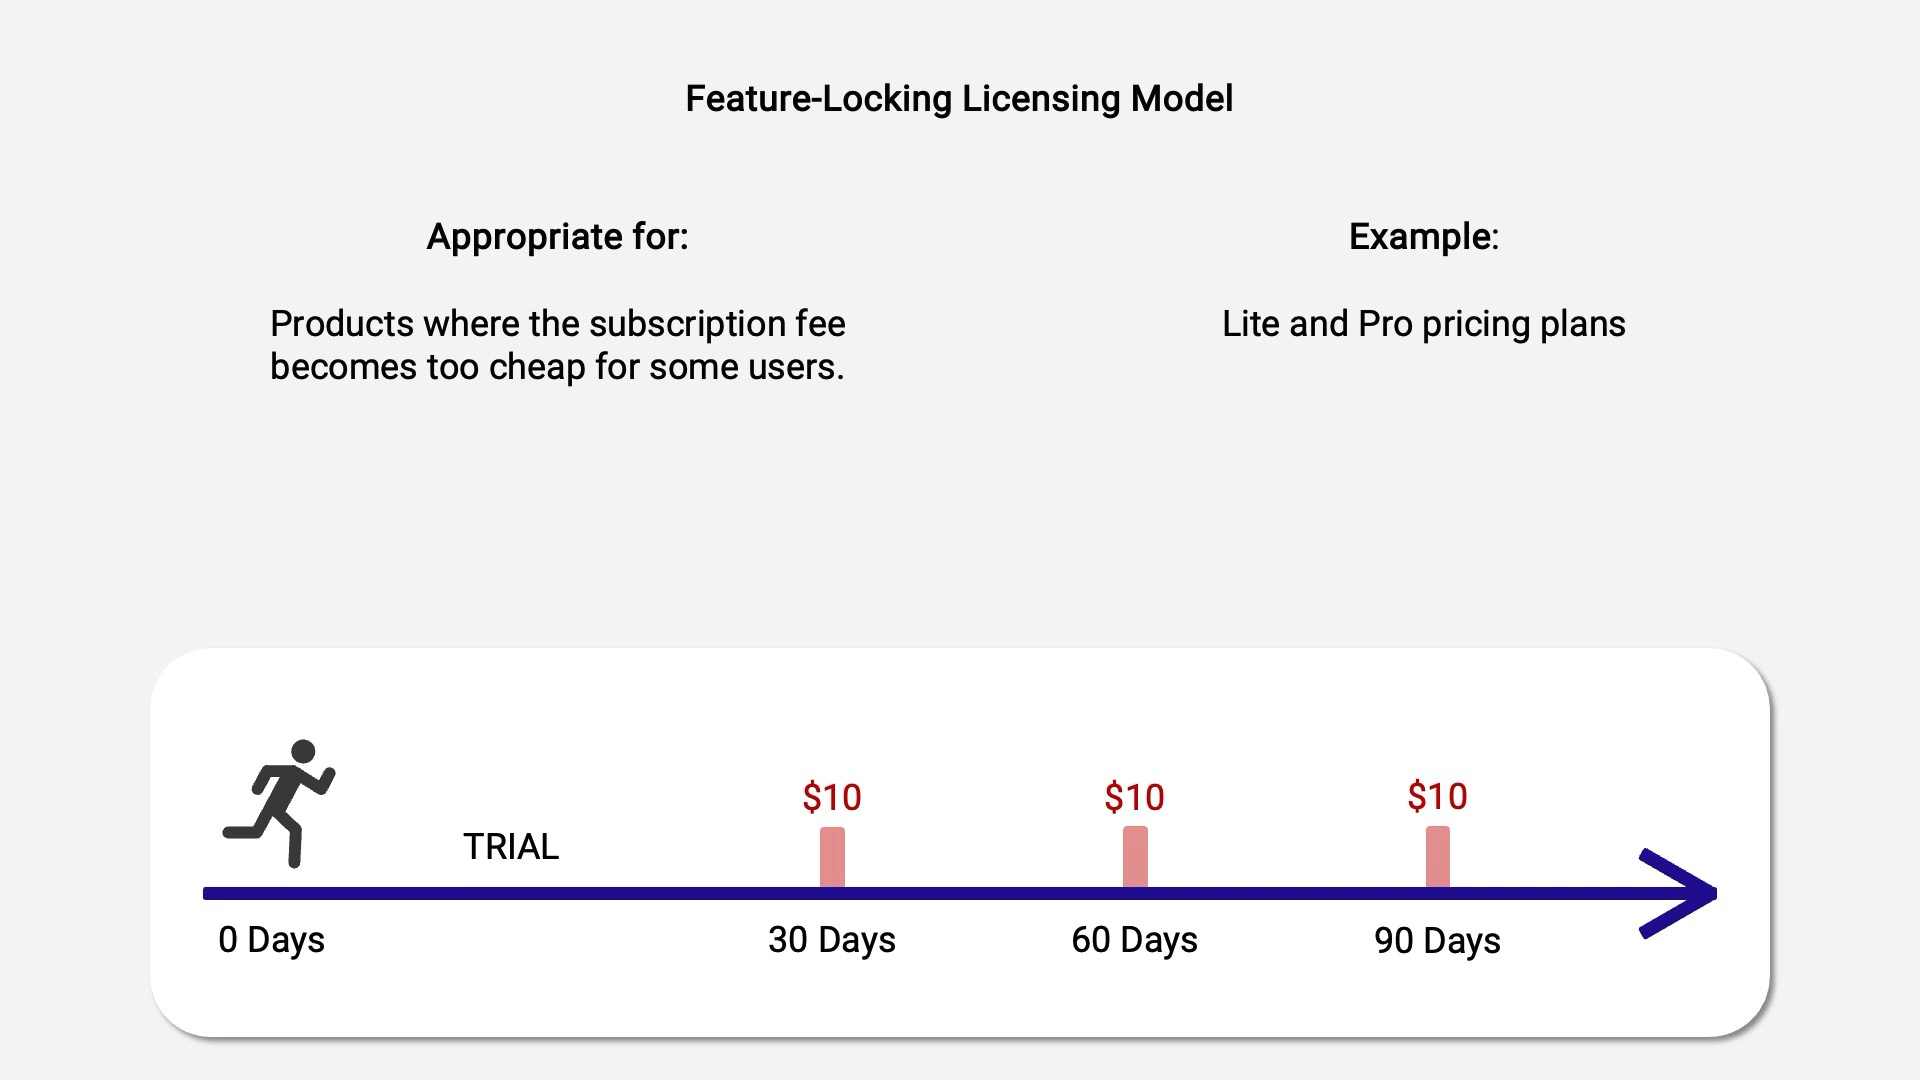 Feature-Locking Licensing Model
Appropriate for:
Products where the subscription fee
becomes too cheap for some users.
Example:
Lite and Pro pricing plans
TRIAL
$10
$10
$10
0 Days
30 Days
60 Days
90 Days